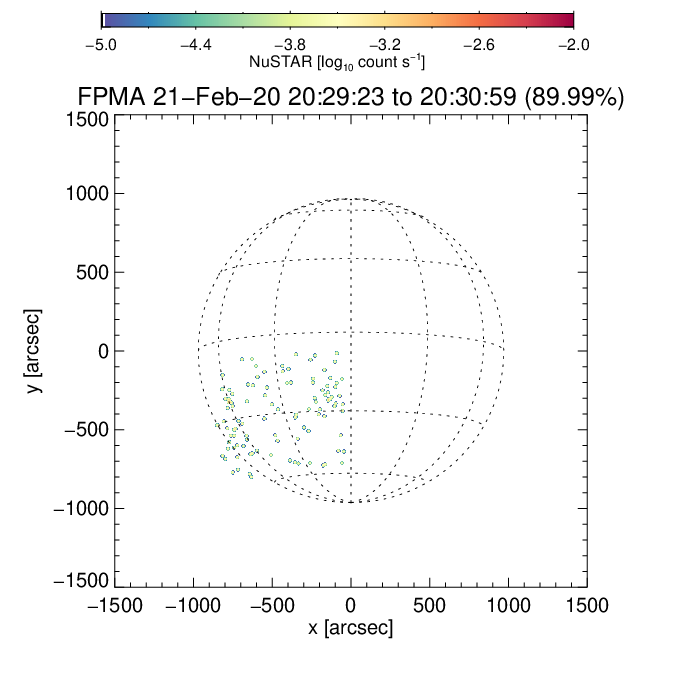 −5.0 −4.4 −3.8 −3.2 −2.6 −2.0
NuSTAR [log₁₀ count s⁻¹]
FPMA 21−Feb−20 20:29:23 to 20:30:59 (89.99%)
1500
1000
500
0
−500
−1000
−1500
y [arcsec]
−1500 −1000 −500 0 500 1000 1500
x [arcsec]